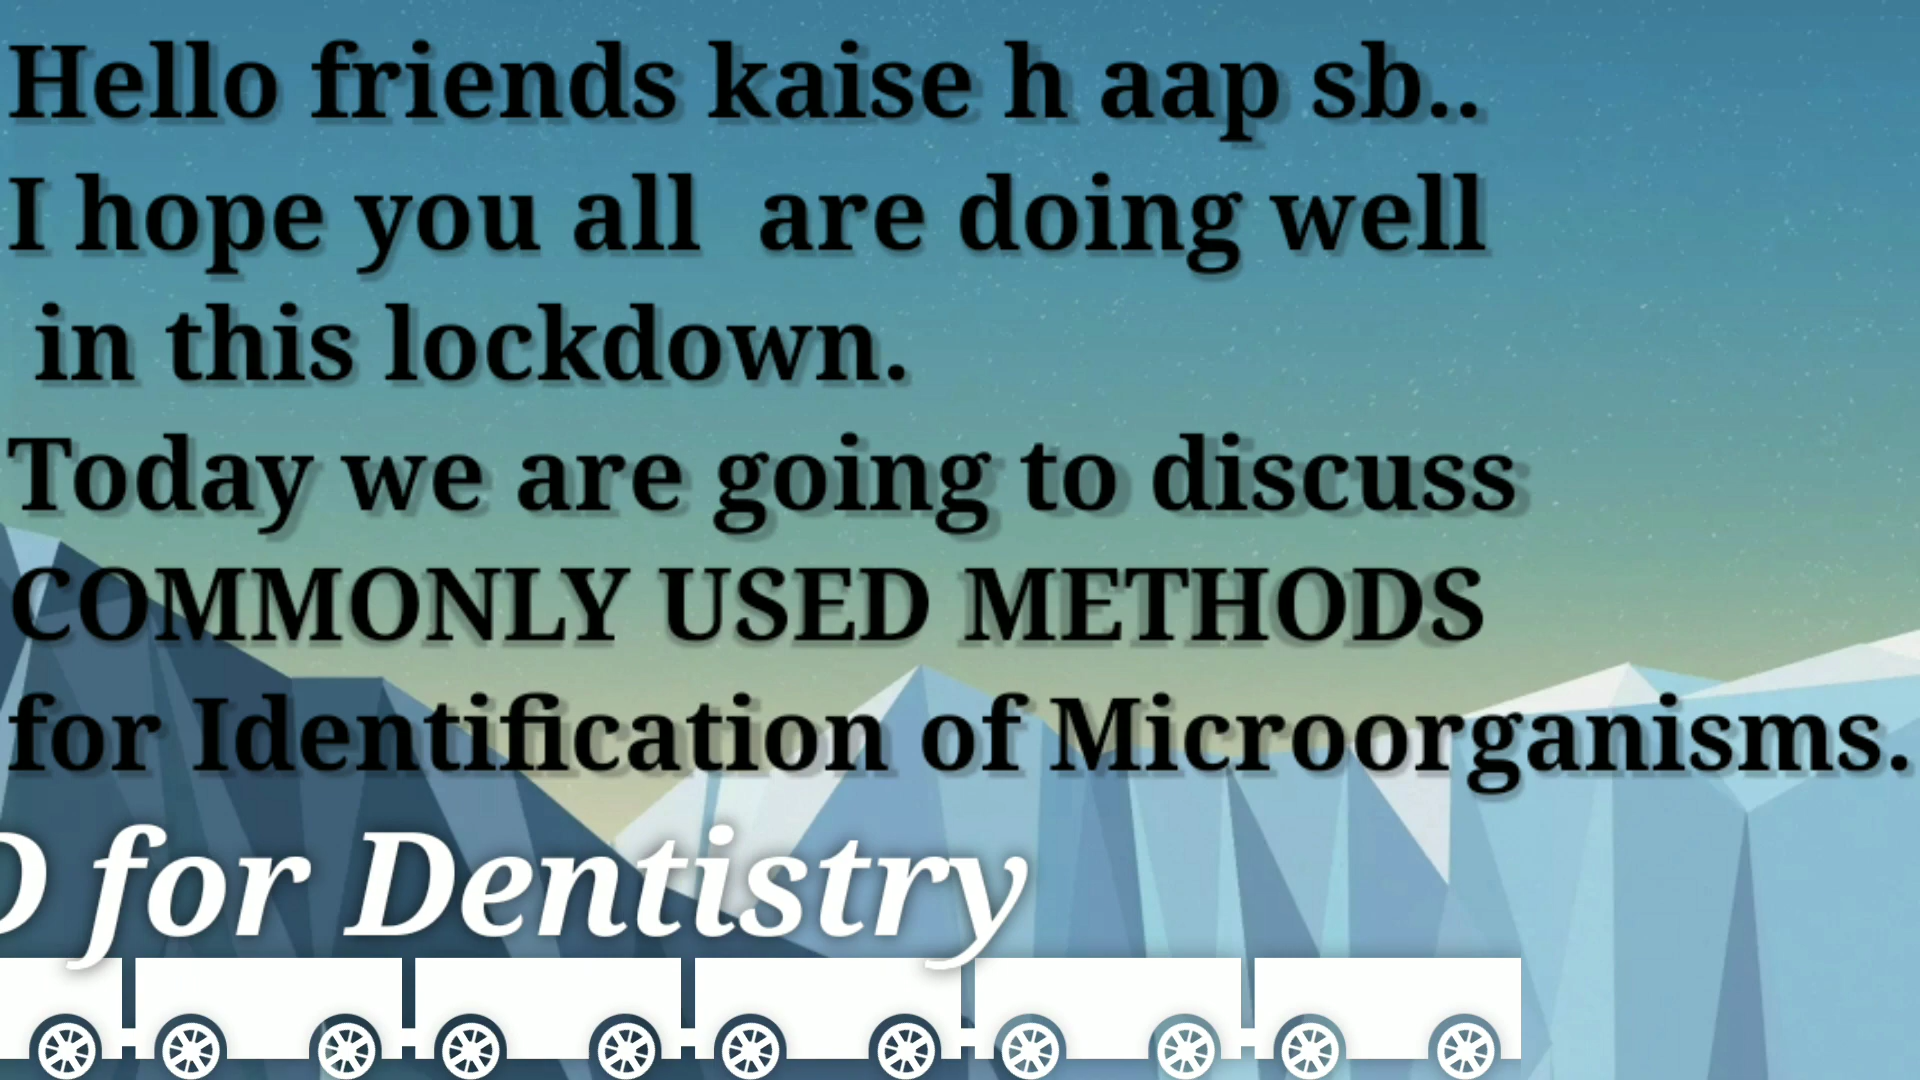 Hello friends kaise h aap sb..
I hope you all are doing well
in this lockdown.
Today we are going to discuss
COMMONLY USED METHODS
for Identification of Microorganisms.
D for Dentistry